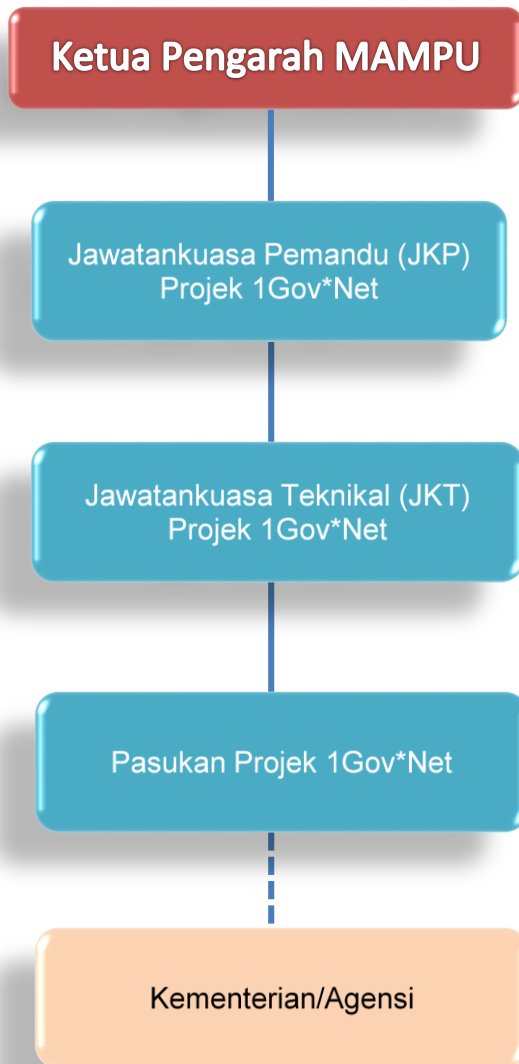 Ketua Pengarah MAMPU
Jawatankuasa Pemandu (JKP)
Projek 1Gov*Net
Jawatankuasa Teknikal (JKT)
Projek 1Gov*Net
Pasukan Projek 1Gov*Net
Kementerian/Agensi